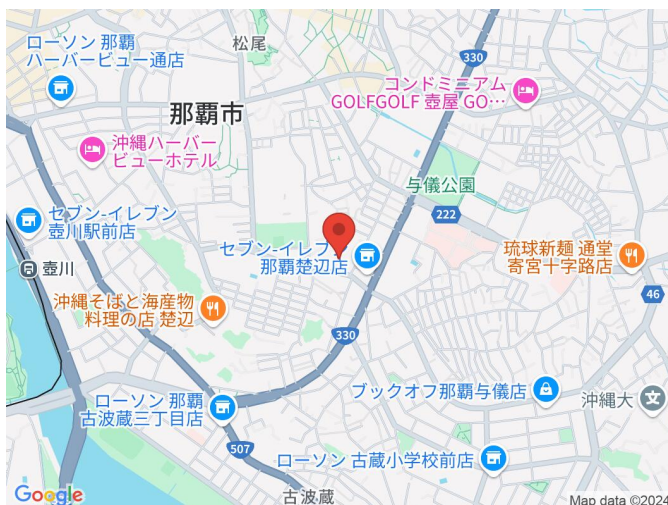 ローソン 那覇
ハーバービュー通店
松尾
330
コンドミニアム
GOLFGOLF 壺屋 GO…
那覇市
沖縄ハーバー
ビューホテル
与儀公園
222
セブン-イレブン
壺川駅前店
セブン-イレブ
那覇楚辺店
琉球新麺 通堂
寄宮十字路店
壺川
46
沖縄そばと海産物
料理の店 楚辺
330
ブックオフ那覇与儀店
沖縄大
ローソン 那覇
古波蔵三丁目店
507
ローソン 古蔵小学校前店
古波蔵
Google
Map data ©2024